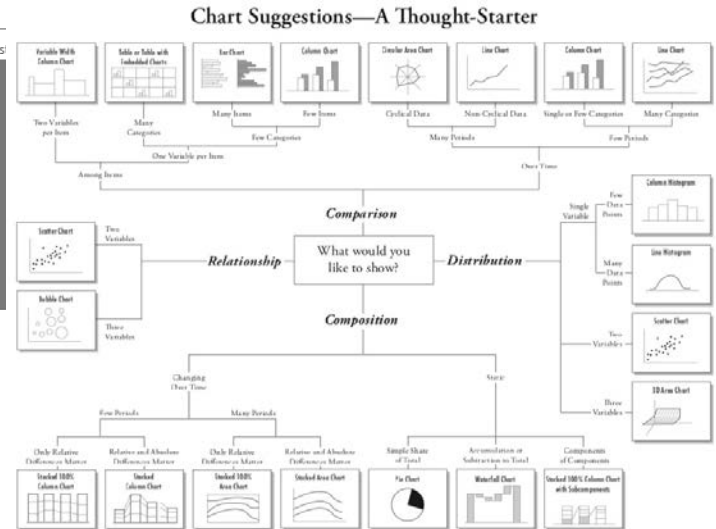 Chart Suggestions—A Thought-Starter
Variable Width
Column Chart
Table or Table with
Embedded Charts
Bar Chart
Column Chart
Circular Area Chart
Line Chart
Column Chart
Line Chart
Two Variables
per Item
Many
Categories
Many Items
Few Items
Cyclical Data
Non-Cyclical Data
Single or Few Categories
Many Categories
Few Categories
Many Periods
Few Periods
One Variable per Item
Among Items
Over Time
Comparison
What would you
like to show?
Relationship
Scatter Chart
Two
Variables
Bubble Chart
Three
Variables
Distribution
Single
Variable
Few
Data
Points
Column Histogram
Many
Data
Points
Line Histogram
Two
Variables
Scatter Chart
Three
Variables
3D Area Chart
Composition
Changing
Over Time
Static
Few Periods
Many Periods
Only Relative
Differences Matter
Relative and Absolute
Differences Matter
Only Relative
Differences Matter
Relative and Absolute
Differences Matter
Simple Share
of Total
Accumulation or
Subtraction to Total
Components
of Components
Stacked 100%
Column Chart
Stacked
Column Chart
Stacked 100%
Area Chart
Stacked Area Chart
Pie Chart
Waterfall Chart
Stacked 100% Column Chart
with Subcomponents